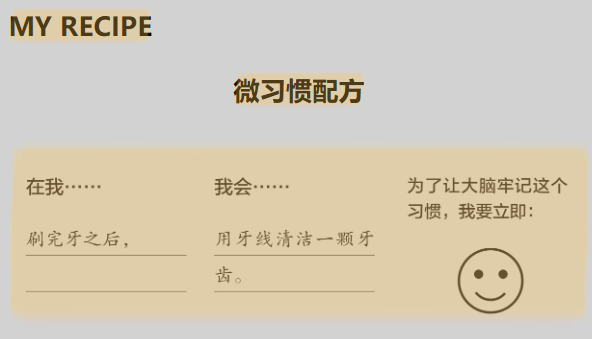 MY RECIPE
微习惯配方
在我……
刷完牙之后，
我会……
用牙线清洁一颗牙
齿。
为了让大脑牢记这个
习惯，我要立即：